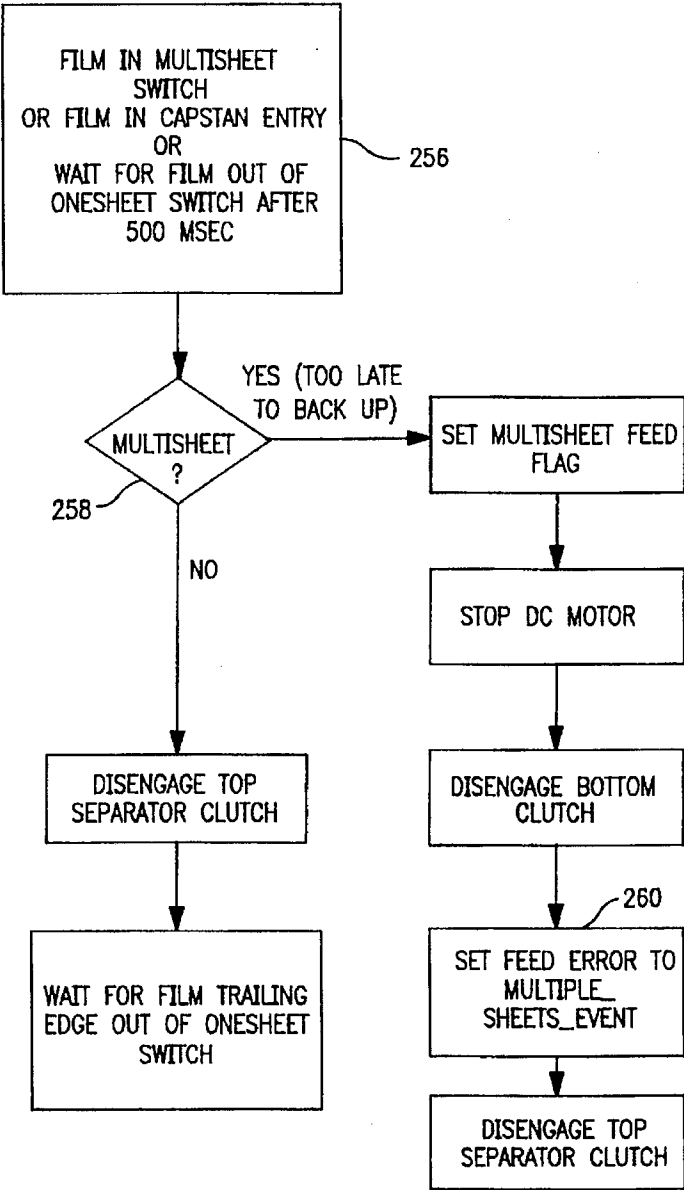 FILM IN MULTISHEET
SWITCH
OR FILM IN CAPSTAN ENTRY
OR
WAIT FOR FILM OUT OF
ONESHEET SWITCH AFTER
500 MSEC
256
YES (TOO LATE
TO BACK UP)
MULTISHEET
?
258
NO
SET MULTISHEET FEED
FLAG
STOP DC MOTOR
DISENGAGE BOTTOM
CLUTCH
260
SET FEED ERROR TO
MULTIPLE_
SHEETS_EVENT
DISENGAGE TOP
SEPARATOR CLUTCH
DISENGAGE TOP
SEPARATOR CLUTCH
WAIT FOR FILM TRAILING
EDGE OUT OF ONESHEET
SWITCH